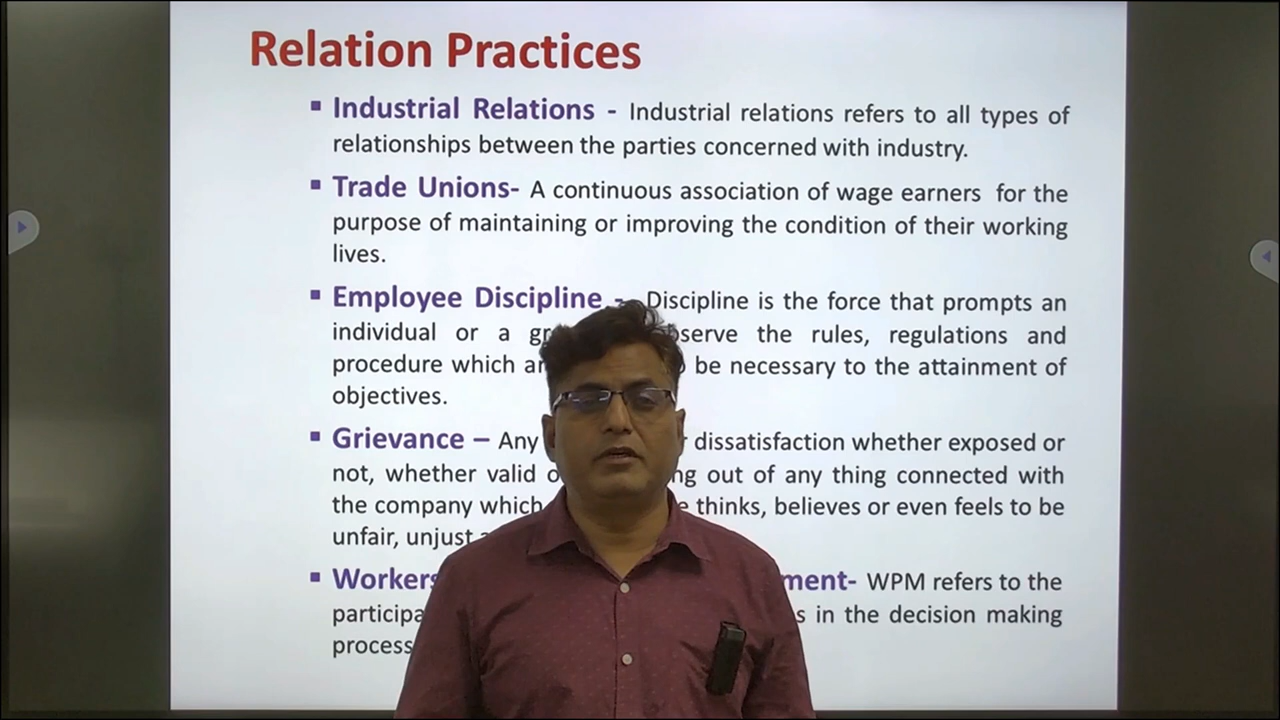 Relation Practices
▪ Industrial Relations - Industrial relations refers to all types of
relationships between the parties concerned with industry.
▪ Trade Unions- A continuous association of wage earners for the
purpose of maintaining or improving the condition of their working
lives.
▪ Employee Discipline - Discipline is the force that prompts an
individual or a the rules, regulations and
procedure which be necessary to the attainment of
objectives.
▪ Grievance – Any dissatisfaction whether exposed or
not, whether valid out of any thing connected with
the company which thinks, believes or even feels to be
unfair, unjust
▪ Workers WPM refers to the
in the decision making
process